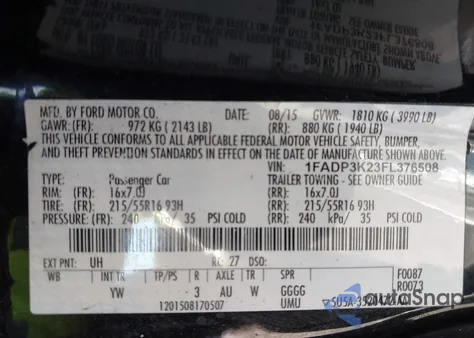 MFD. BY FORD MOTOR CO. DATE: 08/15 GVWR: 1810 KG ( 3990 LB)
GAWR: (FR): 972 KG ( 2143 LB) (RR): 880 KG ( 1940 LB)
THIS VEHICLE CONFORMS TO ALL APPLICABLE FEDERAL MOTOR VEHICLE SAFETY, BUMPER,
AND THEFT PREVENTION STANDARDS IN EFFECT ON THE DATE OF MANUFACTURE SHOWN ABOVE.
VIN: 1FADP3K23FL376508
TYPE: Passenger Car TRAILER TOWING - SEE OWNER GUIDE
RIM: (FR) 16x7.0J (RR) 16x7.0J
TIRE: (FR) 215/55R16 93H (RR) 215/55R16 93H
PRESSURE: (FR) 240 kPa/ 35 PSI COLD (RR) 240 kPa/ 35 PSI COLD
EXT PNT: UH RC: 27 DSO:
WB INT TR TP/PS R AXLE TR SPR F0087
YW 3 AU W GGGG R0073
1201508170507 UMU
AutoSnap